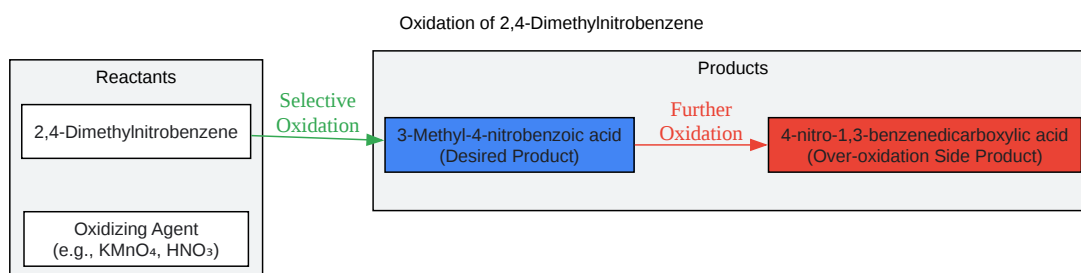 Oxidation of 2,4-Dimethylnitrobenzene
Reactants
2,4-Dimethylnitrobenzene
Oxidizing Agent
(e.g., KMnO₄, HNO₃)
Selective
Oxidation
Products
3-Methyl-4-nitrobenzoic acid
(Desired Product)
Further
Oxidation
4-nitro-1,3-benzenedicarboxylic acid
(Over-oxidation Side Product)